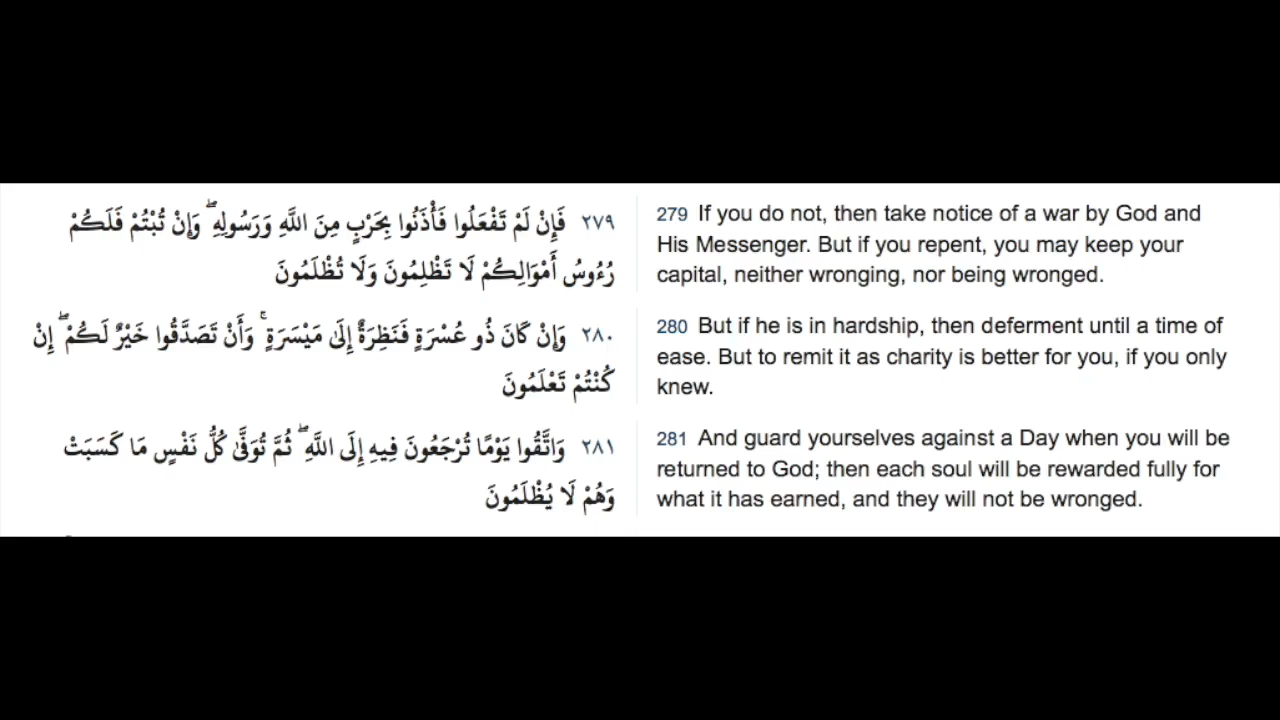 ٢٧٩ فَإِنْ لَمْ تَفْعَلُوا فَأْذَنُوا بِحَرْبٍ مِنَ اللَّهِ وَرَسُولِهِ ۖ وَإِنْ تُبْتُمْ فَلَكُمْ
رُءُوسُ أَمْوَالِكُمْ لَا تَظْلِمُونَ وَلَا تُظْلَمُونَ
279 If you do not, then take notice of a war by God and
His Messenger. But if you repent, you may keep your
capital, neither wronging, nor being wronged.
٢٨٠ وَإِنْ كَانَ ذُو عُسْرَةٍ فَنَظِرَةٌ إِلَىٰ مَيْسَرَةٍ ۚ وَأَنْ تَصَدَّقُوا خَيْرٌ لَكُمْ ۖ إِنْ
كُنْتُمْ تَعْلَمُونَ
280 But if he is in hardship, then deferment until a time of
ease. But to remit it as charity is better for you, if you only
knew.
٢٨١ وَاتَّقُوا يَوْمًا تُرْجَعُونَ فِيهِ إِلَى اللَّهِ ۖ ثُمَّ تُوَفَّىٰ كُلُّ نَفْسٍ مَا كَسَبَتْ
وَهُمْ لَا يُظْلَمُونَ
281 And guard yourselves against a Day when you will be
returned to God; then each soul will be rewarded fully for
what it has earned, and they will not be wronged.